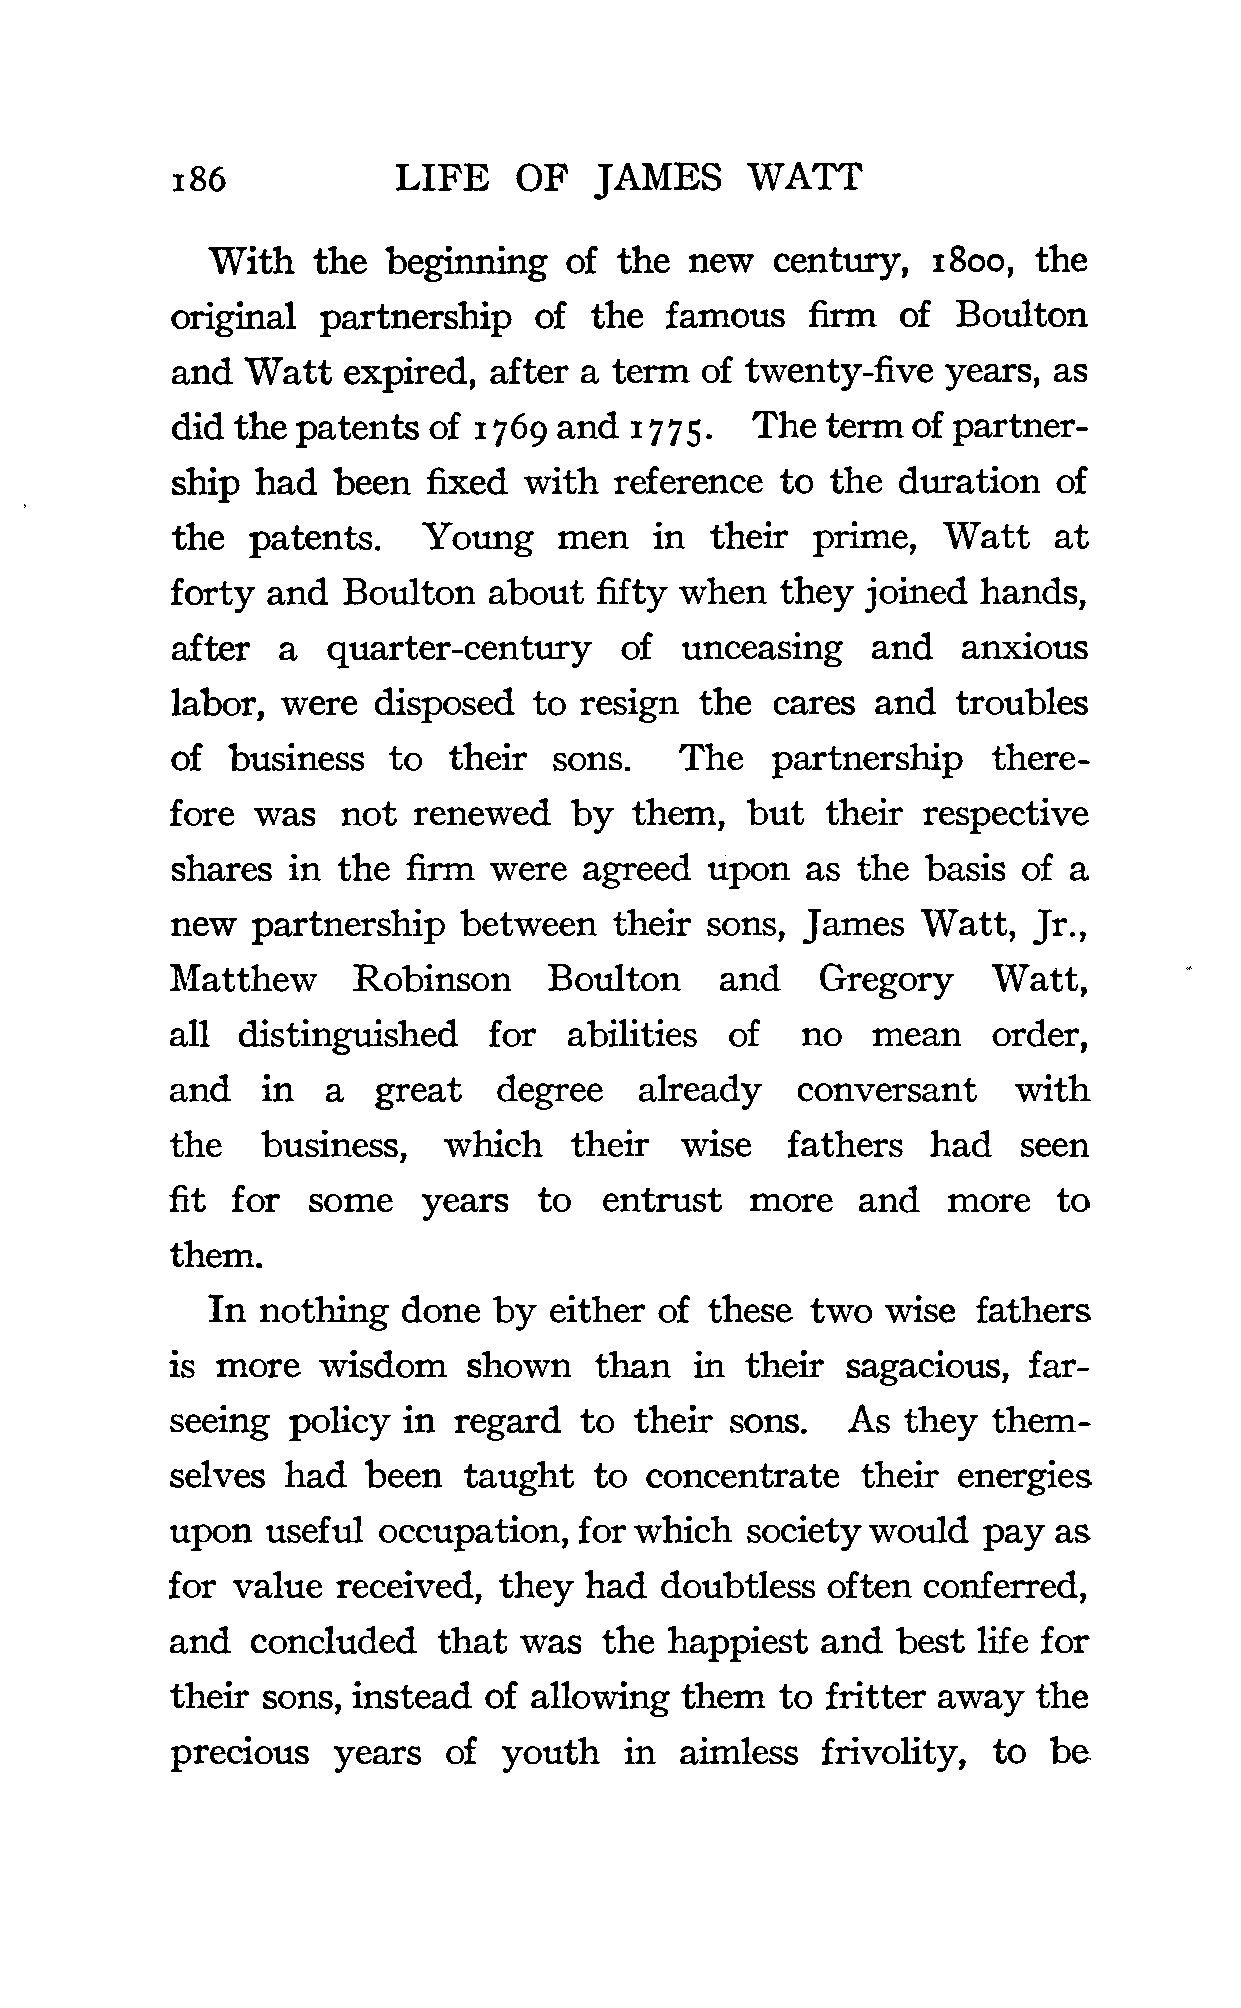 186 LIFE OF JAMES WATT
With the beginning of the new century, 1800, the
original partnership of the famous firm of Boulton
and Watt expired, after a term of twenty-five years, as
did the patents of 1769 and 1775. The term of partner-
ship had been fixed with reference to the duration of
the patents. Young men in their prime, Watt at
forty and Boulton about fifty when they joined hands,
after a quarter-century of unceasing and anxious
labor, were disposed to resign the cares and troubles
of business to their sons. The partnership there-
fore was not renewed by them, but their respective
shares in the firm were agreed upon as the basis of a
new partnership between their sons, James Watt, Jr.,
Matthew Robinson Boulton and Gregory Watt,
all distinguished for abilities of no mean order,
and in a great degree already conversant with
the business, which their wise fathers had seen
fit for some years to entrust more and more to
them.
In nothing done by either of these two wise fathers
is more wisdom shown than in their sagacious, far-
seeing policy in regard to their sons. As they them-
selves had been taught to concentrate their energies
upon useful occupation, for which society would pay as
for value received, they had doubtless often conferred,
and concluded that was the happiest and best life for
their sons, instead of allowing them to fritter away the
precious years of youth in aimless frivolity, to be